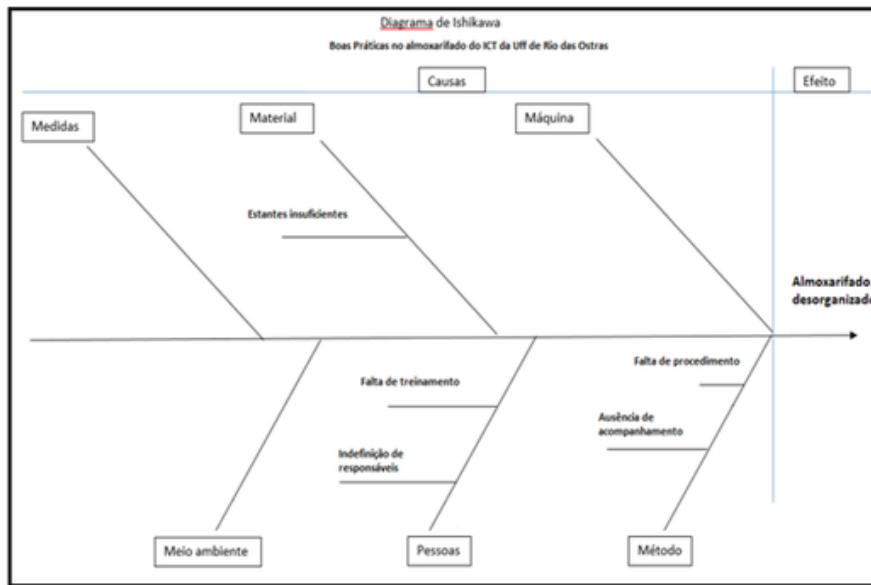 Diagrama de Ishikawa
Boas Práticas no almoxarifado do ICT da Uff de Rio das Ostras
Causas
Efeito
Medidas
Material
Máquina
Estantes insuficientes
Almoxarifado
desorganizado
Falta de treinamento
Falta de procedimento
Ausência de
acompanhamento
Indefinição de
responsáveis
Meio ambiente
Pessoas
Método